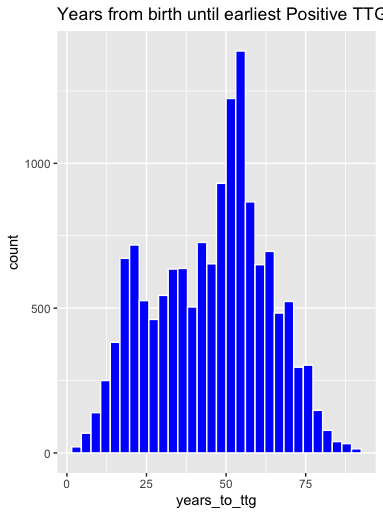 Years from birth until earliest Positive TTG
1000
500
0
count
0 25 50 75
years_to_ttg